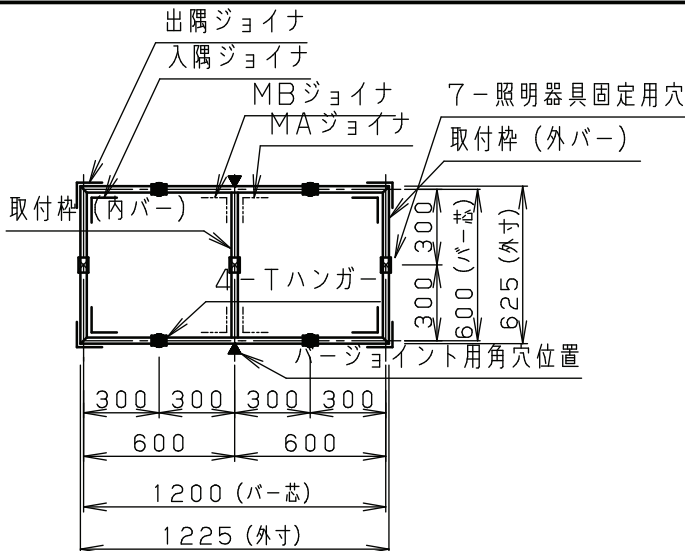 出隅ジョイナ
入隅ジョイナ
MBジョイナ
7-照明器具固定用穴
MAジョイナ
取付枠(外バー)
取付枠(内バー)
300
300
600(バー芯)
625(外寸)
4-Tハンガー
バージョイント用角穴位置
300 300 300 300
600 600
1200(バー芯)
1225(外寸)